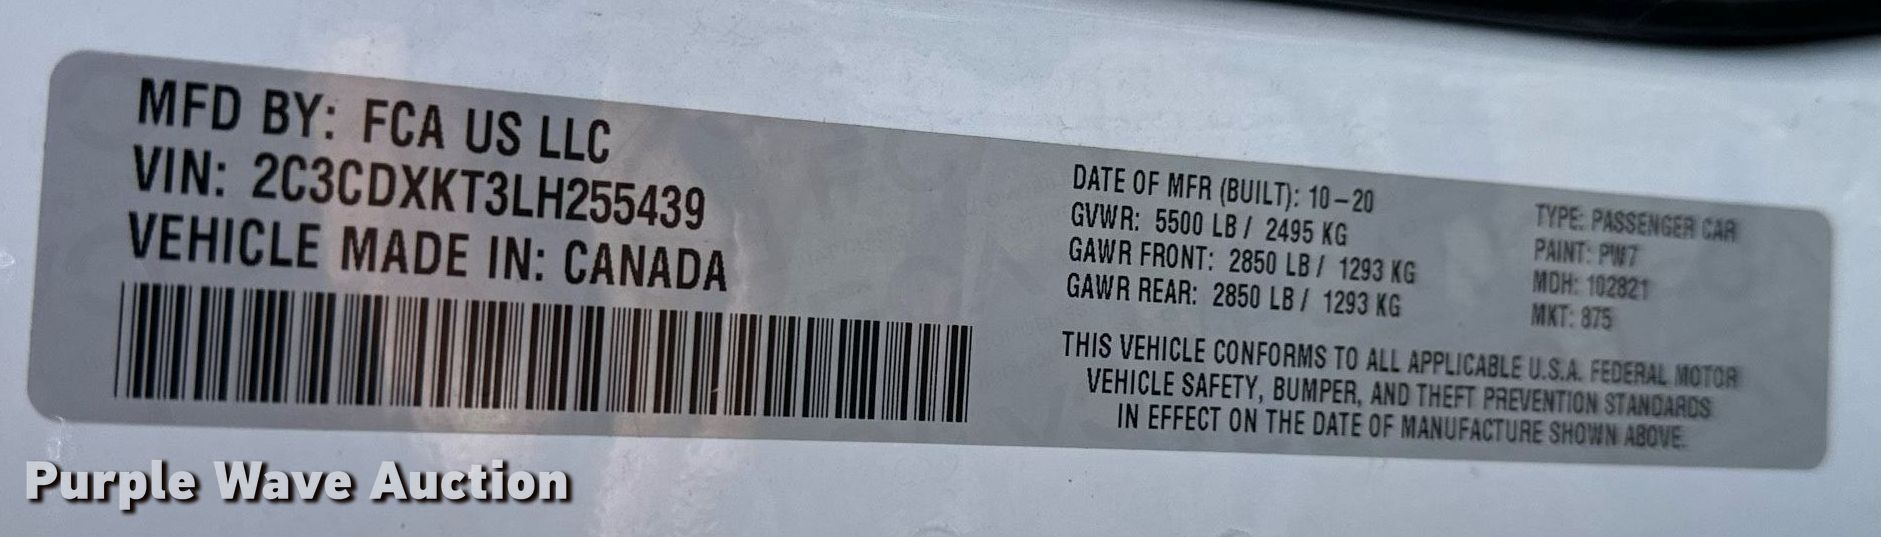 MFD BY: FCA US LLC
VIN: 2C3CDXKT3LH255439
VEHICLE MADE IN: CANADA
DATE OF MFR (BUILT): 10-20
GVWR: 5500 LB / 2495 KG
GAWR FRONT: 2850 LB / 1293 KG
GAWR REAR: 2850 LB / 1293 KG
TYPE: PASSENGER CAR
PAINT: PW7
MDH: 102821
MKT: 875
THIS VEHICLE CONFORMS TO ALL APPLICABLE U.S.A. FEDERAL MOTOR
VEHICLE SAFETY, BUMPER, AND THEFT PREVENTION STANDARDS
IN EFFECT ON THE DATE OF MANUFACTURE SHOWN ABOVE.
Purple Wave Auction